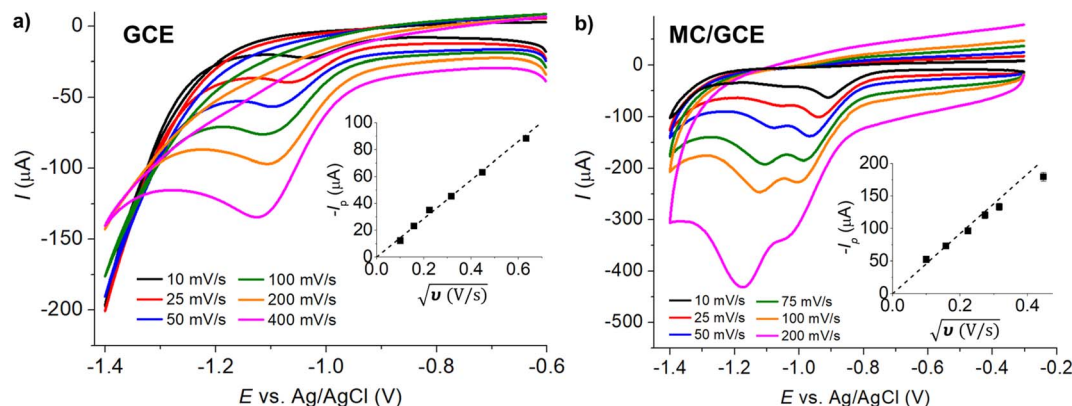 a)
GCE
I (μA)
0
-50
-100
-150
-200
10 mV/s
25 mV/s
50 mV/s
100 mV/s
200 mV/s
400 mV/s
-1.4
-1.2
-1.0
-0.8
-0.6
E vs. Ag/AgCl (V)
-Ip (μA)
100
80
60
40
20
0
0.0
0.2
0.4
0.6
√υ (V/s)
b)
MC/GCE
I (μA)
0
-100
-200
-300
-400
-500
10 mV/s
25 mV/s
50 mV/s
75 mV/s
100 mV/s
200 mV/s
-1.4
-1.2
-1.0
-0.8
-0.6
-0.4
-0.2
E vs. Ag/AgCl (V)
-Ip (μA)
200
150
100
50
0
0.0
0.2
0.4
√υ (V/s)